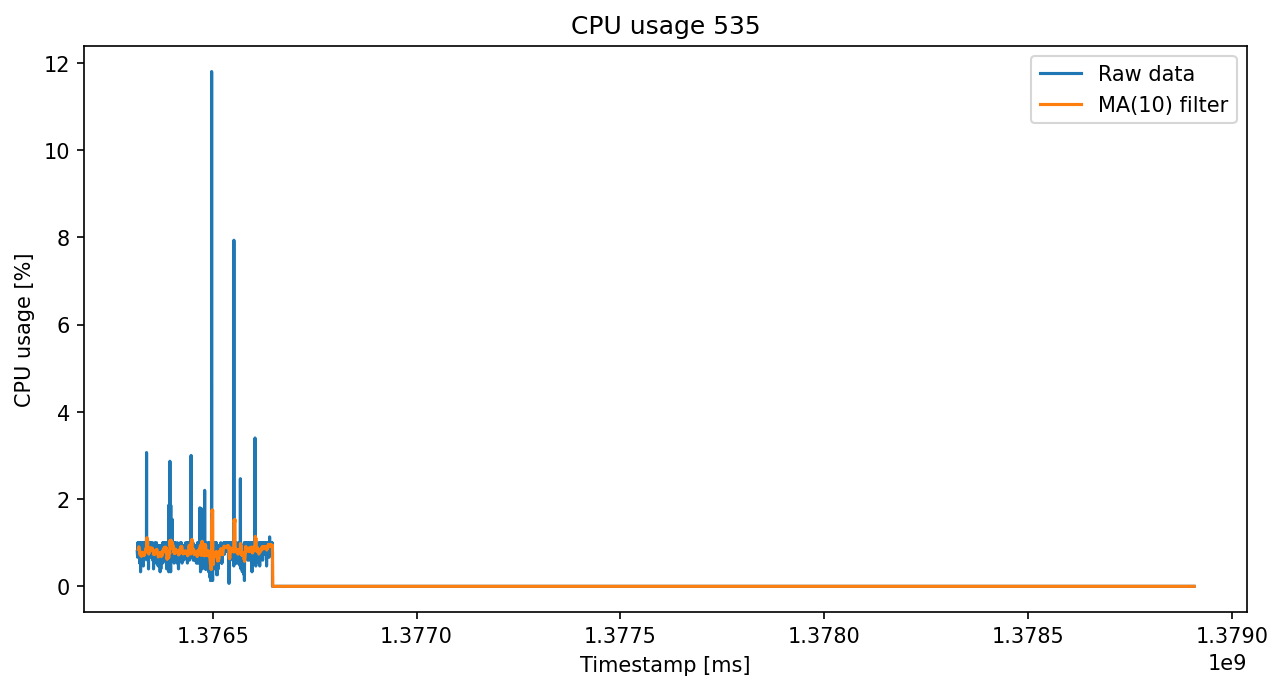 CPU usage 535
Raw data
MA(10) filter
CPU usage [%]
12
10
8
6
4
2
0
1.3765 1.3770 1.3775 1.3780 1.3785 1.3790
1e9
Timestamp [ms]